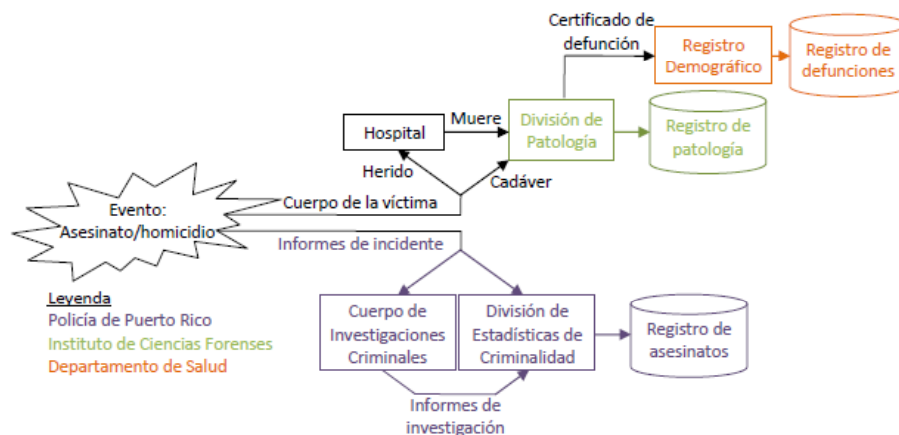 Certificado de
defunción
Registro
Demográfico
Registro de
defunciones
Hospital
Muere
División de
Patología
Registro de
patología
Herido
Cadáver
Evento:
Asesinato/homicidio
Cuerpo de la víctima
Informes de incidente
Leyenda
Policía de Puerto Rico
Instituto de Ciencias Forenses
Departamento de Salud
Cuerpo de
Investigaciones
Criminales
División de
Estadísticas de
Criminalidad
Registro de
asesinatos
Informes de
investigación